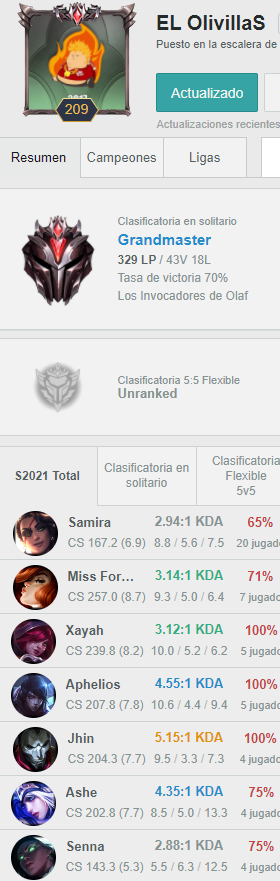 EL OlivillaS
Puesto en la escalera de
209
Actualizado
Actualizaciones recientes
Resumen
Campeones
Ligas
Clasificatoria en solitario
Grandmaster
329 LP / 43V 18L
Tasa de victoria 70%
Los Invocadores de Olaf
Clasificatoria 5:5 Flexible
Unranked
S2021 Total
Clasificatoria en
solitario
Clasificatoria
Flexible
5v5
Samira 2.94:1 KDA 65%
CS 167.2 (6.9) 8.8 / 5.6 / 7.5 20 jugado
Miss For... 3.14:1 KDA 71%
CS 257.0 (8.7) 9.3 / 5.0 / 6.4 7 jugado
Xayah 3.12:1 KDA 100%
CS 239.8 (8.2) 10.0 / 5.2 / 6.2 5 jugado
Aphelios 4.55:1 KDA 100%
CS 207.8 (7.8) 10.6 / 4.4 / 9.4 5 jugado
Jhin 5.15:1 KDA 100%
CS 204.3 (7.7) 9.5 / 3.3 / 7.3 4 jugado
Ashe 4.35:1 KDA 75%
CS 202.8 (7.7) 8.5 / 5.0 / 13.3 4 jugado
Senna 2.88:1 KDA 75%
CS 143.3 (5.3) 5.5 / 6.3 / 12.5 4 jugado